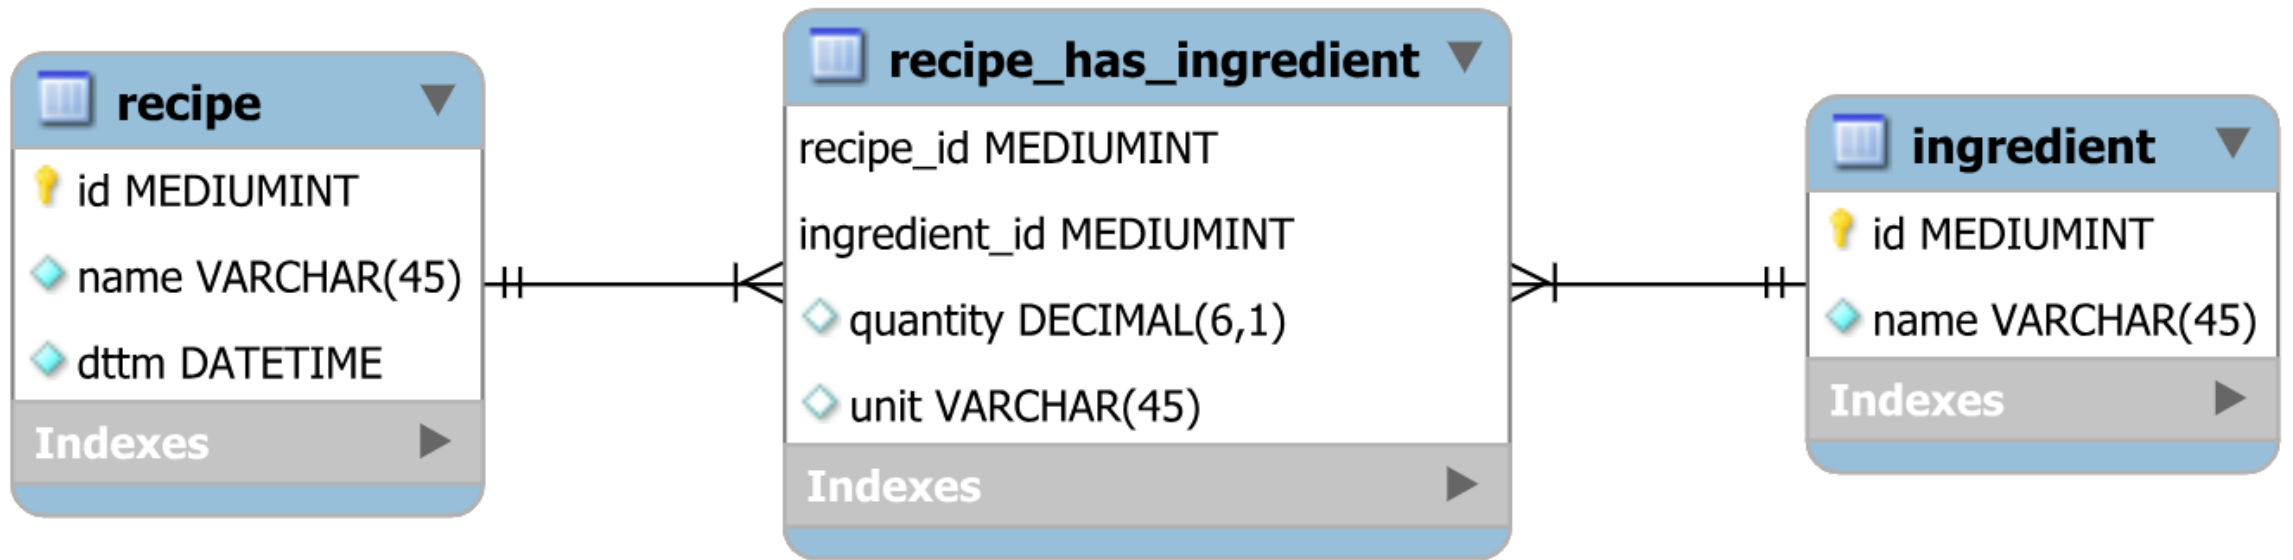 recipe
id MEDIUMINT
name VARCHAR(45)
dttm DATETIME
Indexes
recipe_has_ingredient
recipe_id MEDIUMINT
ingredient_id MEDIUMINT
quantity DECIMAL(6,1)
unit VARCHAR(45)
Indexes
ingredient
id MEDIUMINT
name VARCHAR(45)
Indexes